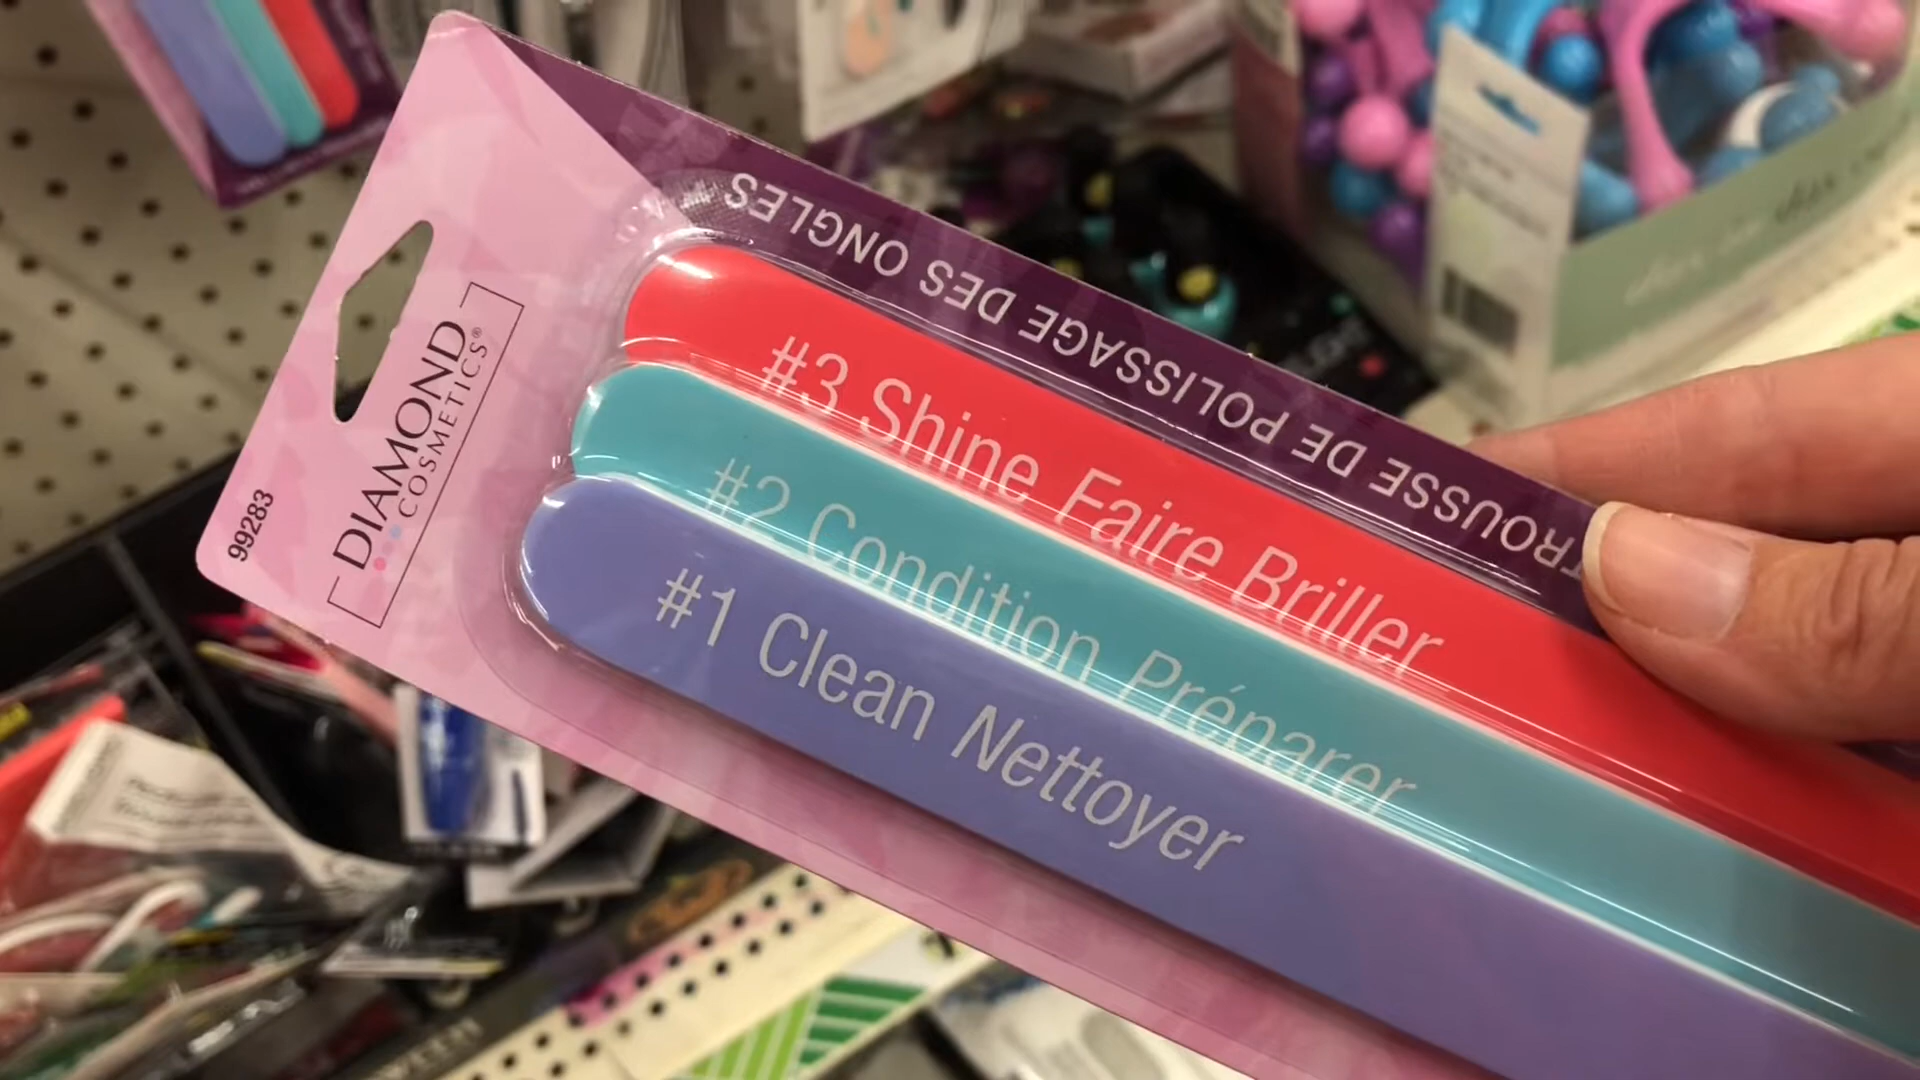 99283
DIAMOND
COSMETICS®
TROUSSE DE POLISSAGE DES ONGLES
#3 Shine Faire Briller
#2 Condition Préparer
#1 Clean Nettoyer